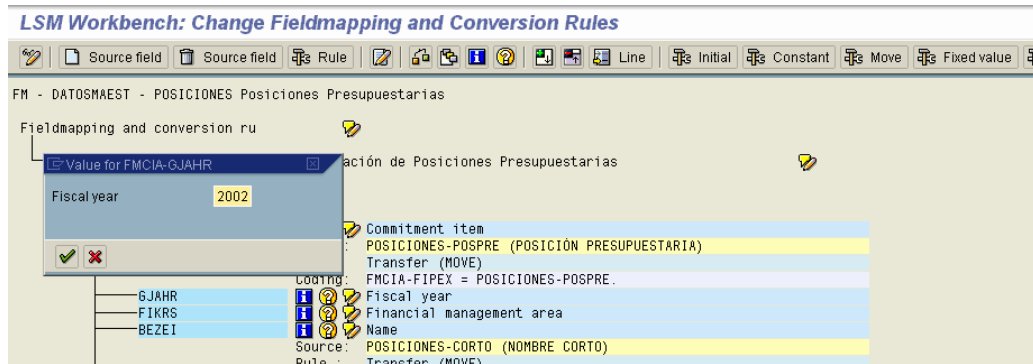 LSM Workbench: Change Fieldmapping and Conversion Rules
Source field Source field Rule Line Initial Constant Move Fixed value
FM - DATOSMAEST - POSICIONES Posiciones Presupuestarias
Fieldmapping and conversion ru
Value for FMCIA-GJAHR
ación de Posiciones Presupuestarias
Fiscal year 2002
Commitment item
: POSICIONES-POSPRE (POSICIÓN PRESUPUESTARIA)
Transfer (MOVE)
Coding: FMCIA-FIPEX = POSICIONES-POSPRE.
GJAHR Fiscal year
FIKRS Financial management area
BEZEI Name
Source: POSICIONES-CORTO (NOMBRE CORTO)
Rule : Transfer (MOVE)